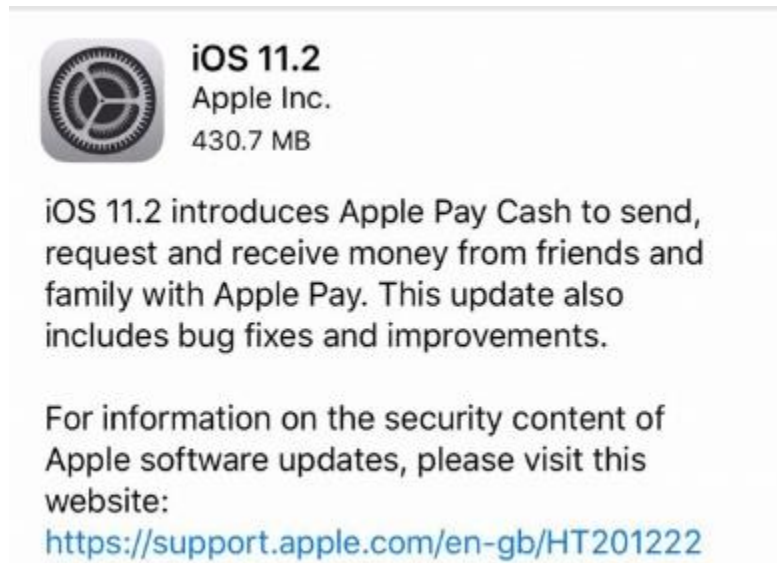 iOS 11.2
Apple Inc.
430.7 MB
iOS 11.2 introduces Apple Pay Cash to send,
request and receive money from friends and
family with Apple Pay. This update also
includes bug fixes and improvements.
For information on the security content of
Apple software updates, please visit this
website:
https://support.apple.com/en-gb/HT201222